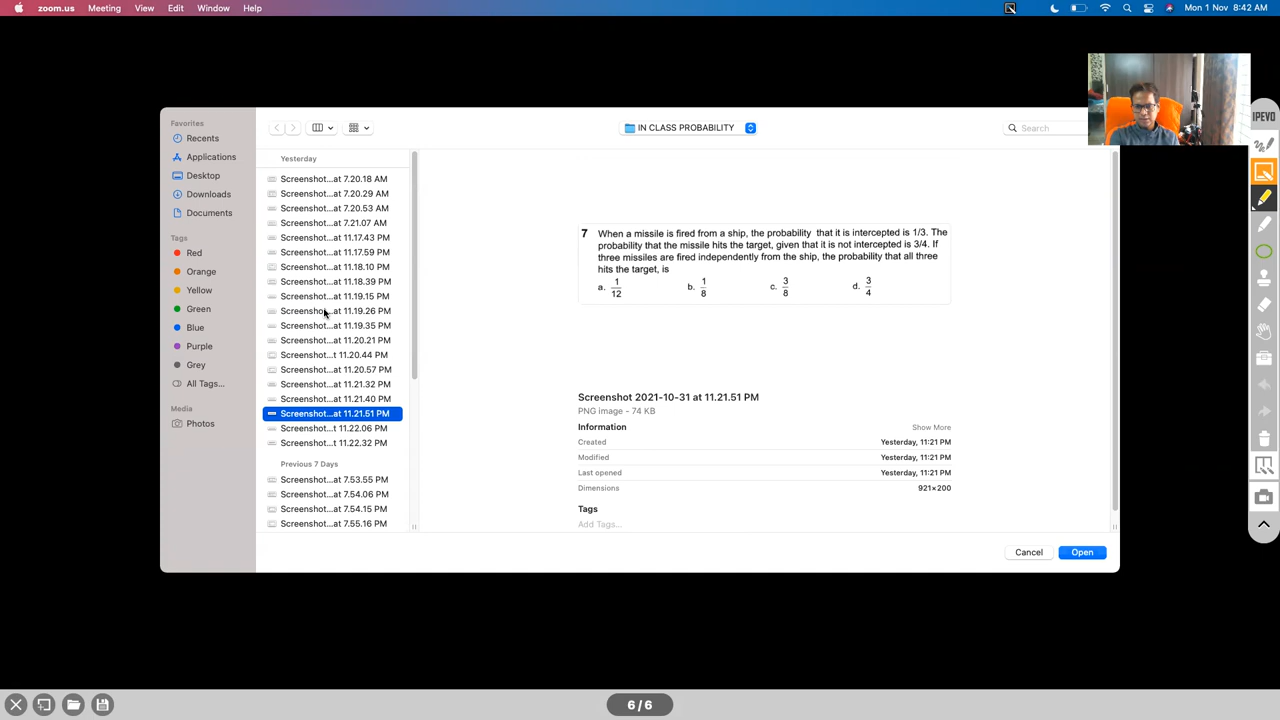 zoom.us Meeting View Edit Window Help Mon 1 Nov 8:42 AM
IPEVO
Favorites
Recents
Applications
Desktop
Downloads
Documents
Tags
Red
Orange
Yellow
Green
Blue
Purple
Grey
All Tags...
Media
Photos
IN CLASS PROBABILITY
Search
Yesterday
Screenshot...at 7.20.18 AM
Screenshot...at 7.20.29 AM
Screenshot...at 7.20.53 AM
Screenshot...at 7.21.07 AM
Screenshot...at 11.17.43 PM
Screenshot...at 11.17.59 PM
Screenshot...at 11.18.10 PM
Screenshot...at 11.18.39 PM
Screenshot...at 11.19.15 PM
Screenshot...at 11.19.26 PM
Screenshot...at 11.19.35 PM
Screenshot...at 11.20.21 PM
Screenshot...t 11.20.44 PM
Screenshot...at 11.20.57 PM
Screenshot...at 11.21.32 PM
Screenshot...at 11.21.40 PM
Screenshot...at 11.21.51 PM
Screenshot...t 11.22.06 PM
Screenshot...t 11.22.32 PM
Previous 7 Days
Screenshot...at 7.53.55 PM
Screenshot...at 7.54.06 PM
Screenshot...at 7.54.15 PM
Screenshot...at 7.55.16 PM
7 When a missile is fired from a ship, the probability that it is intercepted is 1/3. The
probability that the missile hits the target, given that it is not intercepted is 3/4. If
three missiles are fired independently from the ship, the probability that all three
hits the target, is
a. 1/12 b. 1/8 c. 3/8 d. 3/4
Screenshot 2021-10-31 at 11.21.51 PM
PNG image - 74 KB
Information Show More
Created Yesterday, 11:21 PM
Modified Yesterday, 11:21 PM
Last opened Yesterday, 11:21 PM
Dimensions 921×200
Tags
Add Tags...
Cancel Open
6 / 6